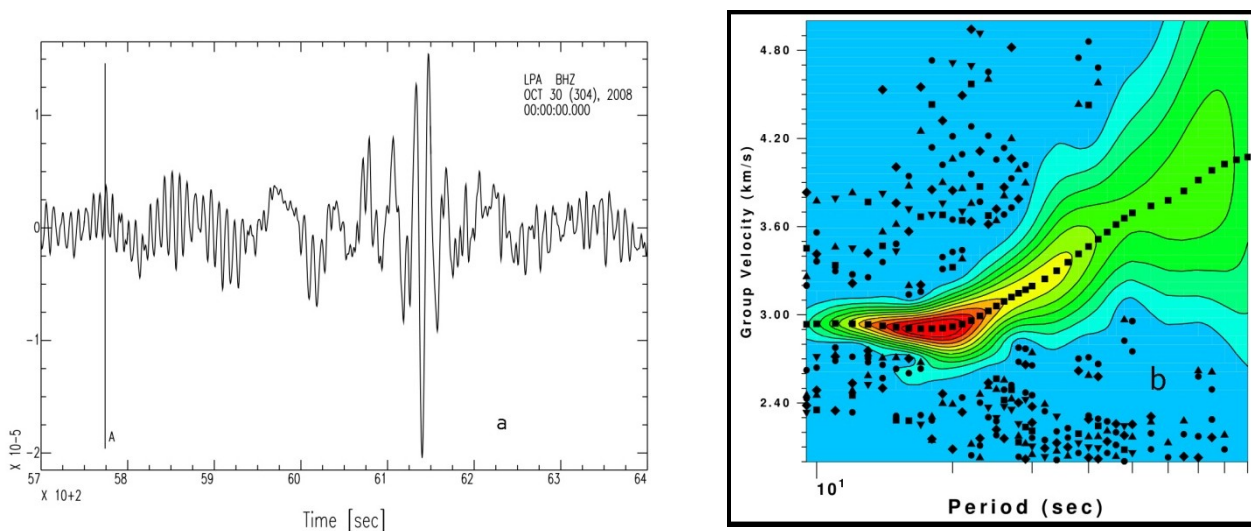 LPA BHZ
OCT 30 (304), 2008
00:00:00.000
1
0
-1
-2
X 10-5
A
a
57 58 59 60 61 62 63 64
X 10+2
Time [sec]
4.80
4.20
3.60
3.00
2.40
Group Velocity (km/s)
b
10¹
Period (sec)